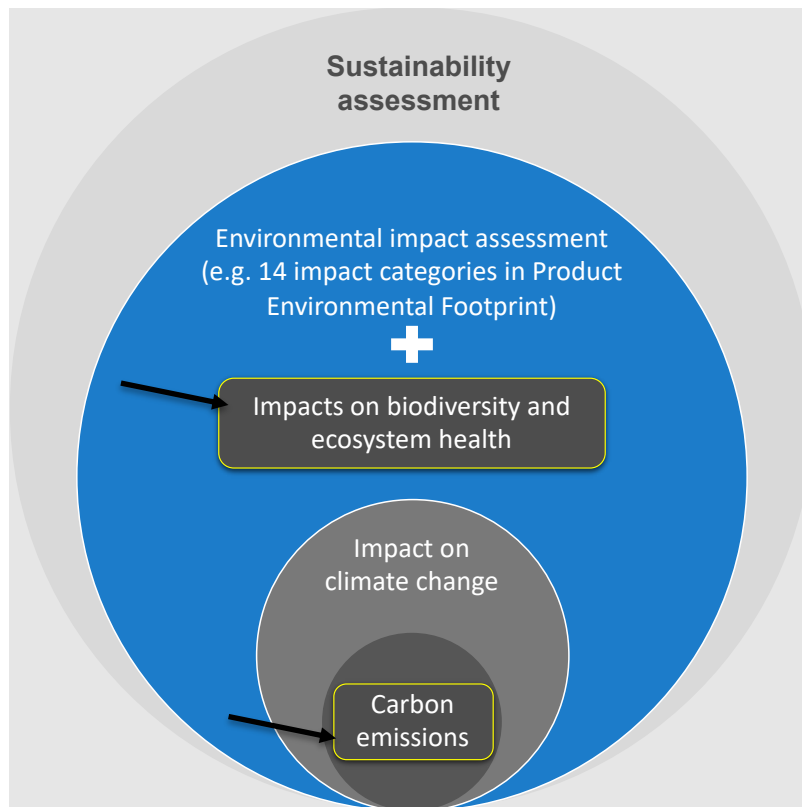 Sustainability
assessment
Environmental impact assessment
(e.g. 14 impact categories in Product
Environmental Footprint)
Impacts on biodiversity and
ecosystem health
Impact on
climate change
Carbon
emissions